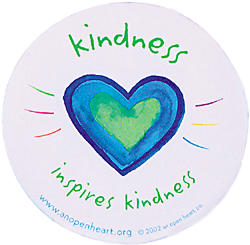 kindness
inspires kindness
www.anopenheart.org © 2002 an open heart co.